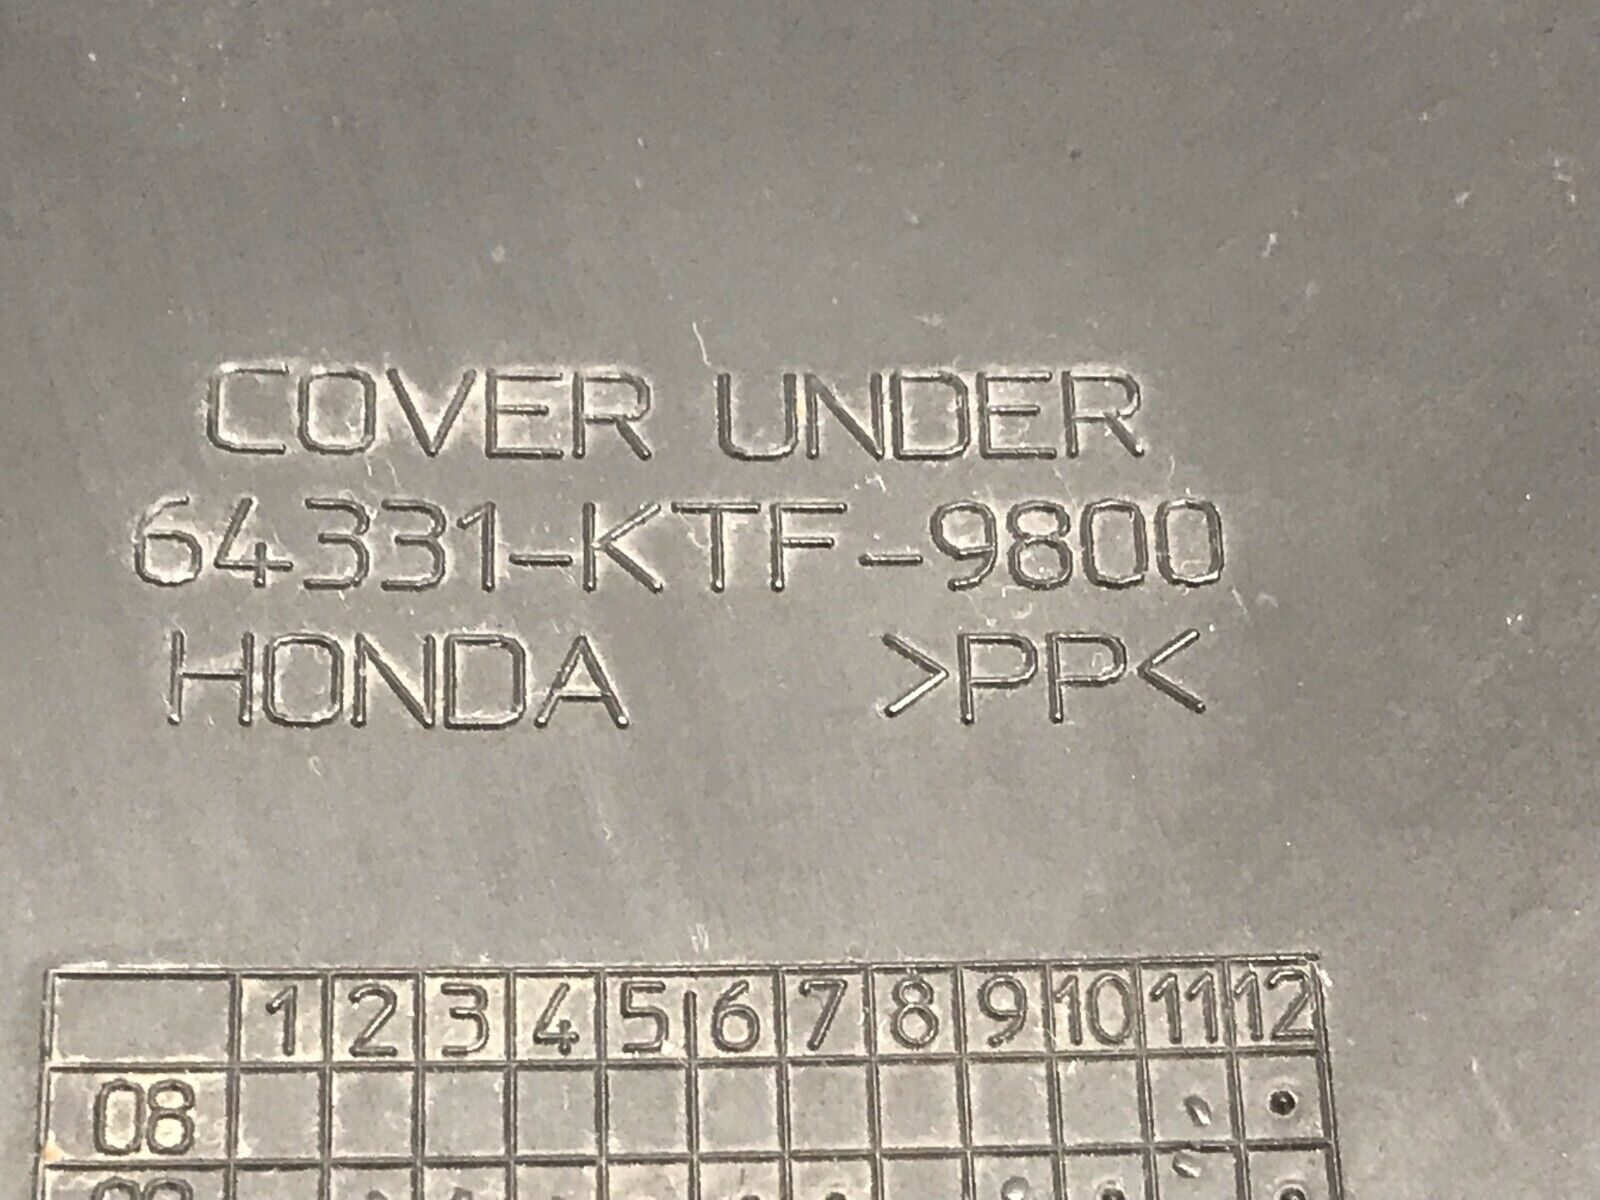 COVER UNDER
64331-KTF-9800
HONDA >PP<
1 2 3 4 5 6 7 8 9 10 11 12
08